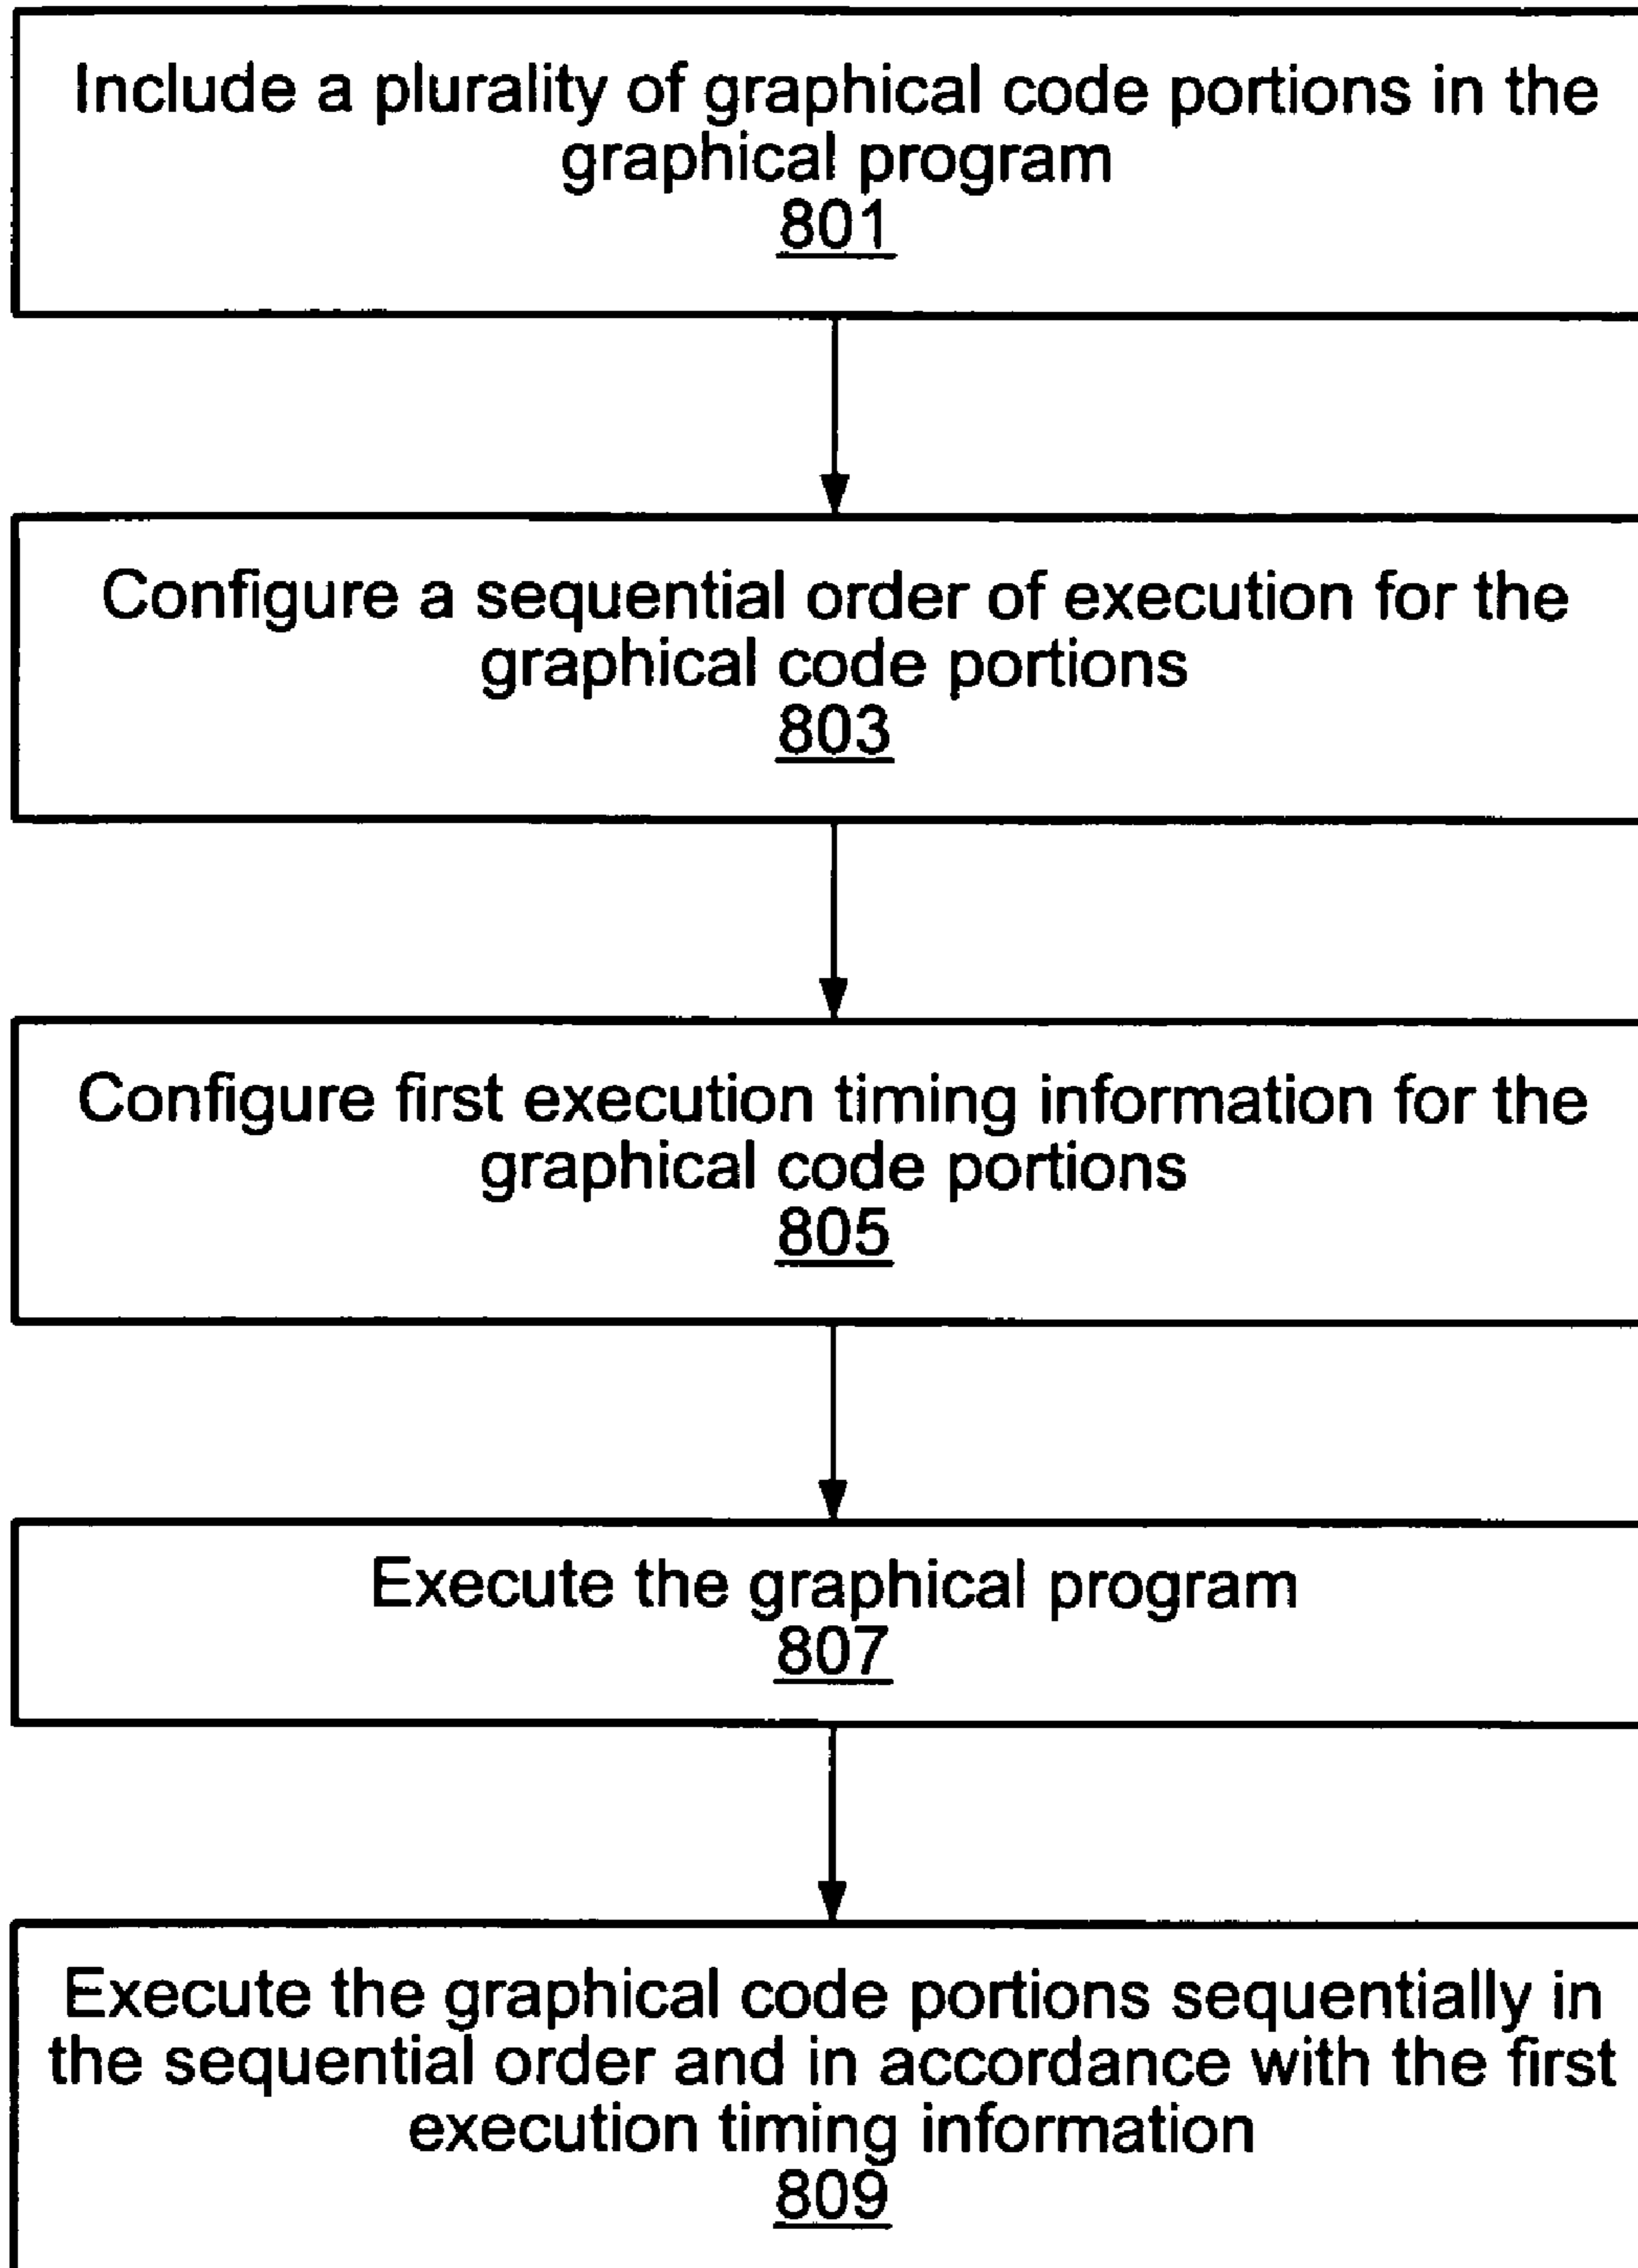 Include a plurality of graphical code portions in the
graphical program
801
Configure a sequential order of execution for the
graphical code portions
803
Configure first execution timing information for the
graphical code portions
805
Execute the graphical program
807
Execute the graphical code portions sequentially in
the sequential order and in accordance with the first
execution timing information
809